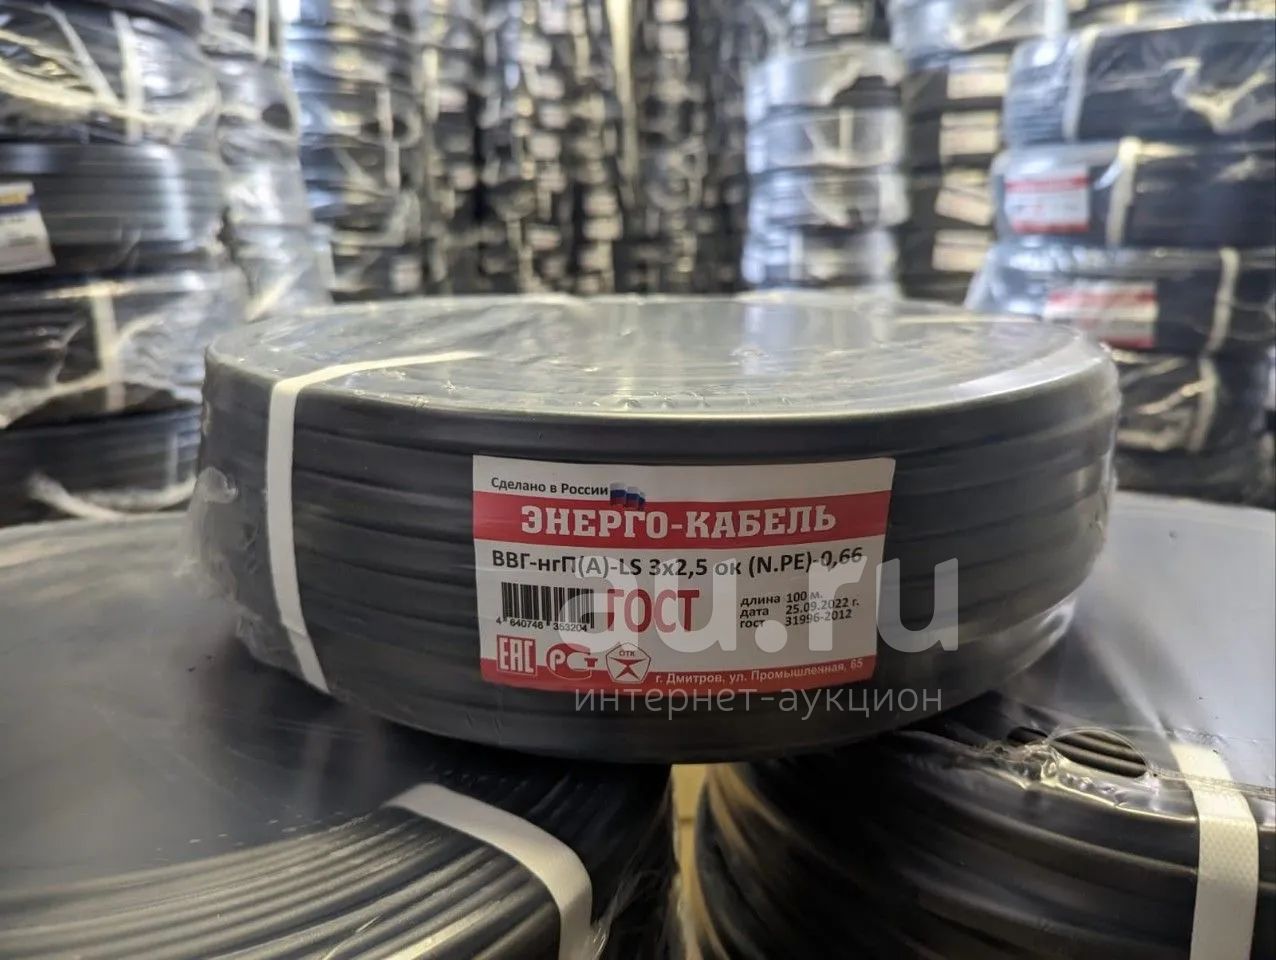 Сделано в России
ЭНЕРГО-КАБЕЛЬ
ВВГ-нгП(А)-LS 3х2,5 ок (N.PE)-0,66
4 640746 353204
ГОСТ
длина 100 м.
дата 25.09.2022 г.
гост 31996-2012
ЕАС
РСТ
ОТК
г. Дмитров, ул. Промышленная, 65
au.ru
интернет-аукцион